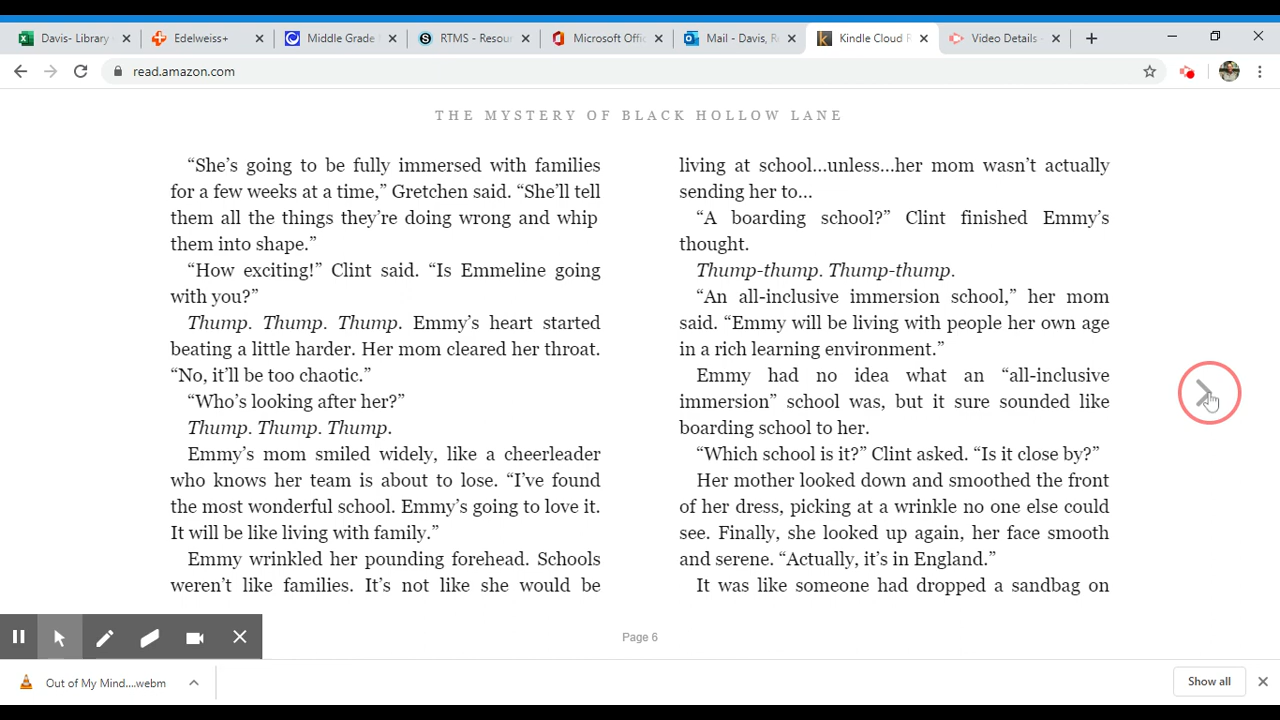 Davis- Library
Edelweiss+
Middle Grade
RTMS - Resou
Microsoft Offi
Mail - Davis, R
Kindle Cloud R
Video Details -
read.amazon.com
THE MYSTERY OF BLACK HOLLOW LANE
“She’s going to be fully immersed with families
for a few weeks at a time,” Gretchen said. “She’ll tell
them all the things they’re doing wrong and whip
them into shape.”
“How exciting!” Clint said. “Is Emmeline going
with you?”
Thump. Thump. Thump. Emmy’s heart started
beating a little harder. Her mom cleared her throat.
“No, it’ll be too chaotic.”
“Who’s looking after her?”
Thump. Thump. Thump.
Emmy’s mom smiled widely, like a cheerleader
who knows her team is about to lose. “I’ve found
the most wonderful school. Emmy’s going to love it.
It will be like living with family.”
Emmy wrinkled her pounding forehead. Schools
weren’t like families. It’s not like she would be
living at school...unless...her mom wasn’t actually
sending her to...
“A boarding school?” Clint finished Emmy’s
thought.
Thump-thump. Thump-thump.
“An all-inclusive immersion school,” her mom
said. “Emmy will be living with people her own age
in a rich learning environment.”
Emmy had no idea what an “all-inclusive
immersion” school was, but it sure sounded like
boarding school to her.
“Which school is it?” Clint asked. “Is it close by?”
Her mother looked down and smoothed the front
of her dress, picking at a wrinkle no one else could
see. Finally, she looked up again, her face smooth
and serene. “Actually, it’s in England.”
It was like someone had dropped a sandbag on
Page 6
Out of My Mind....webm
Show all